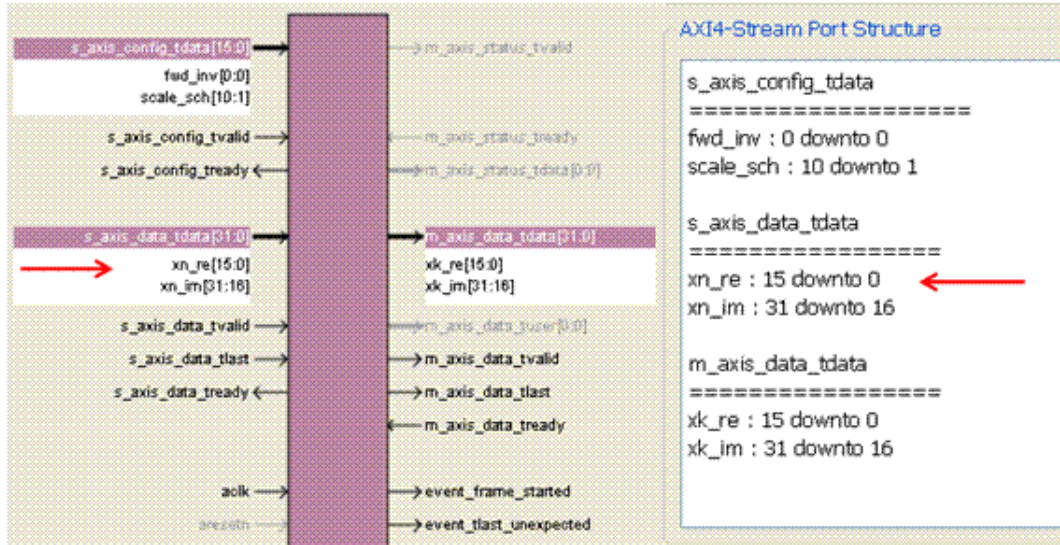 s_axis_config_tdata[15:0]
fwd_inv[0:0]
scale_sch[10:1]
s_axis_config_tvalid
s_axis_config_tready
s_axis_data_tdata[31:0]
xn_re[15:0]
xn_im[31:16]
s_axis_data_tvalid
s_axis_data_tlast
s_axis_data_tready
aclk
aresetn
m_axis_status_tvalid
m_axis_status_tready
m_axis_status_tdata[0:0]
m_axis_data_tdata[31:0]
xk_re[15:0]
xk_im[31:16]
m_axis_data_tuser[0:0]
m_axis_data_tvalid
m_axis_data_tlast
m_axis_data_tready
event_frame_started
event_tlast_unexpected
AXI4-Stream Port Structure
s_axis_config_tdata
===================
fwd_inv : 0 downto 0
scale_sch : 10 downto 1
s_axis_data_tdata
=================
xn_re : 15 downto 0
xn_im : 31 downto 16
m_axis_data_tdata
=================
xk_re : 15 downto 0
xk_im : 31 downto 16